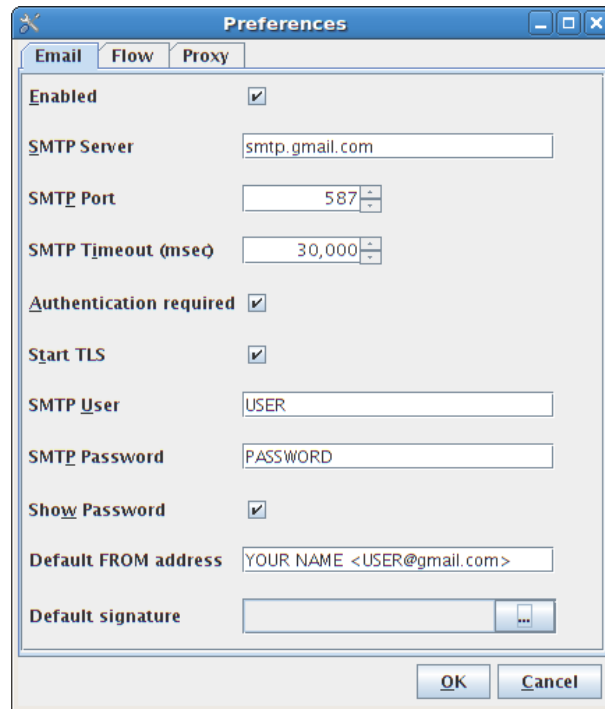 Preferences
Email Flow Proxy
Enabled
SMTP Server smtp.gmail.com
SMTP Port 587
SMTP Timeout (msec) 30,000
Authentication required
Start TLS
SMTP User USER
SMTP Password PASSWORD
Show Password
Default FROM address YOUR NAME <USER@gmail.com>
Default signature ...
OK Cancel